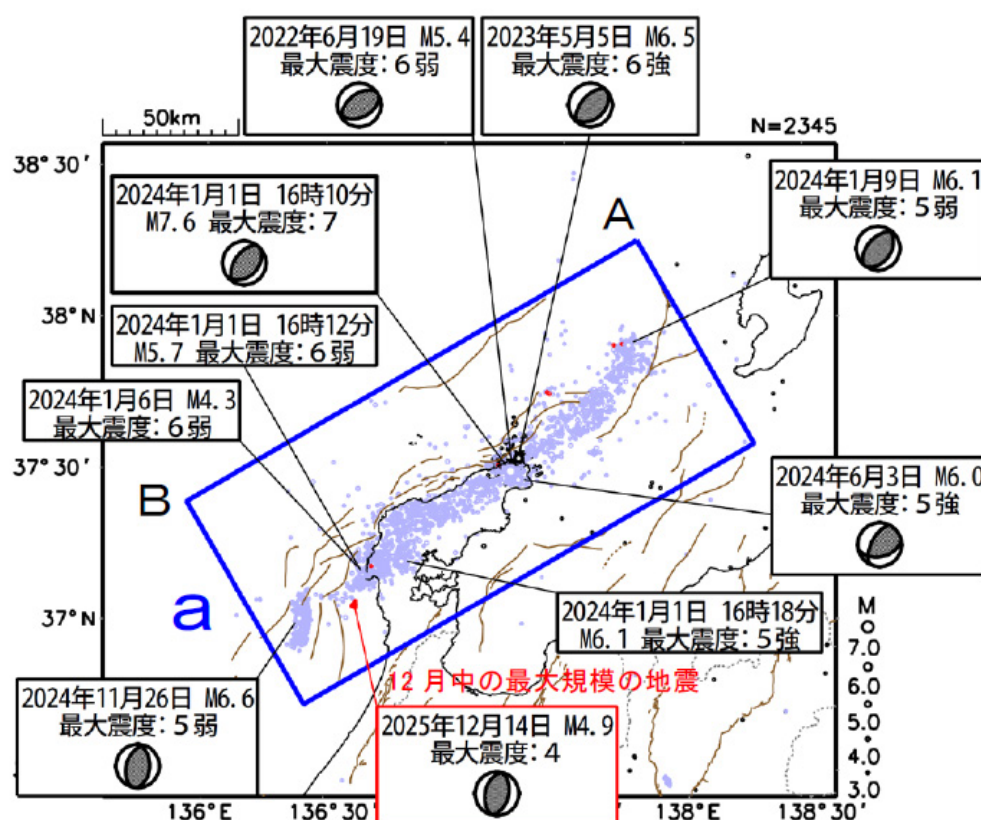 2022年6月19日 M5.4
最大震度:6弱
2023年5月5日 M6.5
最大震度:6強
50km
N=2345
38°30′
2024年1月1日 16時10分
M7.6 最大震度:7
A
2024年1月9日 M6.1
最大震度:5弱
38°N
2024年1月1日 16時12分
M5.7 最大震度:6弱
2024年1月6日 M4.3
最大震度:6弱
37°30′
B
2024年6月3日 M6.0
最大震度:5強
a
37°N
2024年1月1日 16時18分
M6.1 最大震度:5強
M
7.0
6.0
5.0
4.0
3.0
12月中の最大規模の地震
2024年11月26日 M6.6
最大震度:5弱
2025年12月14日 M4.9
最大震度:4
136°E
136°30′
138°E
138°30′